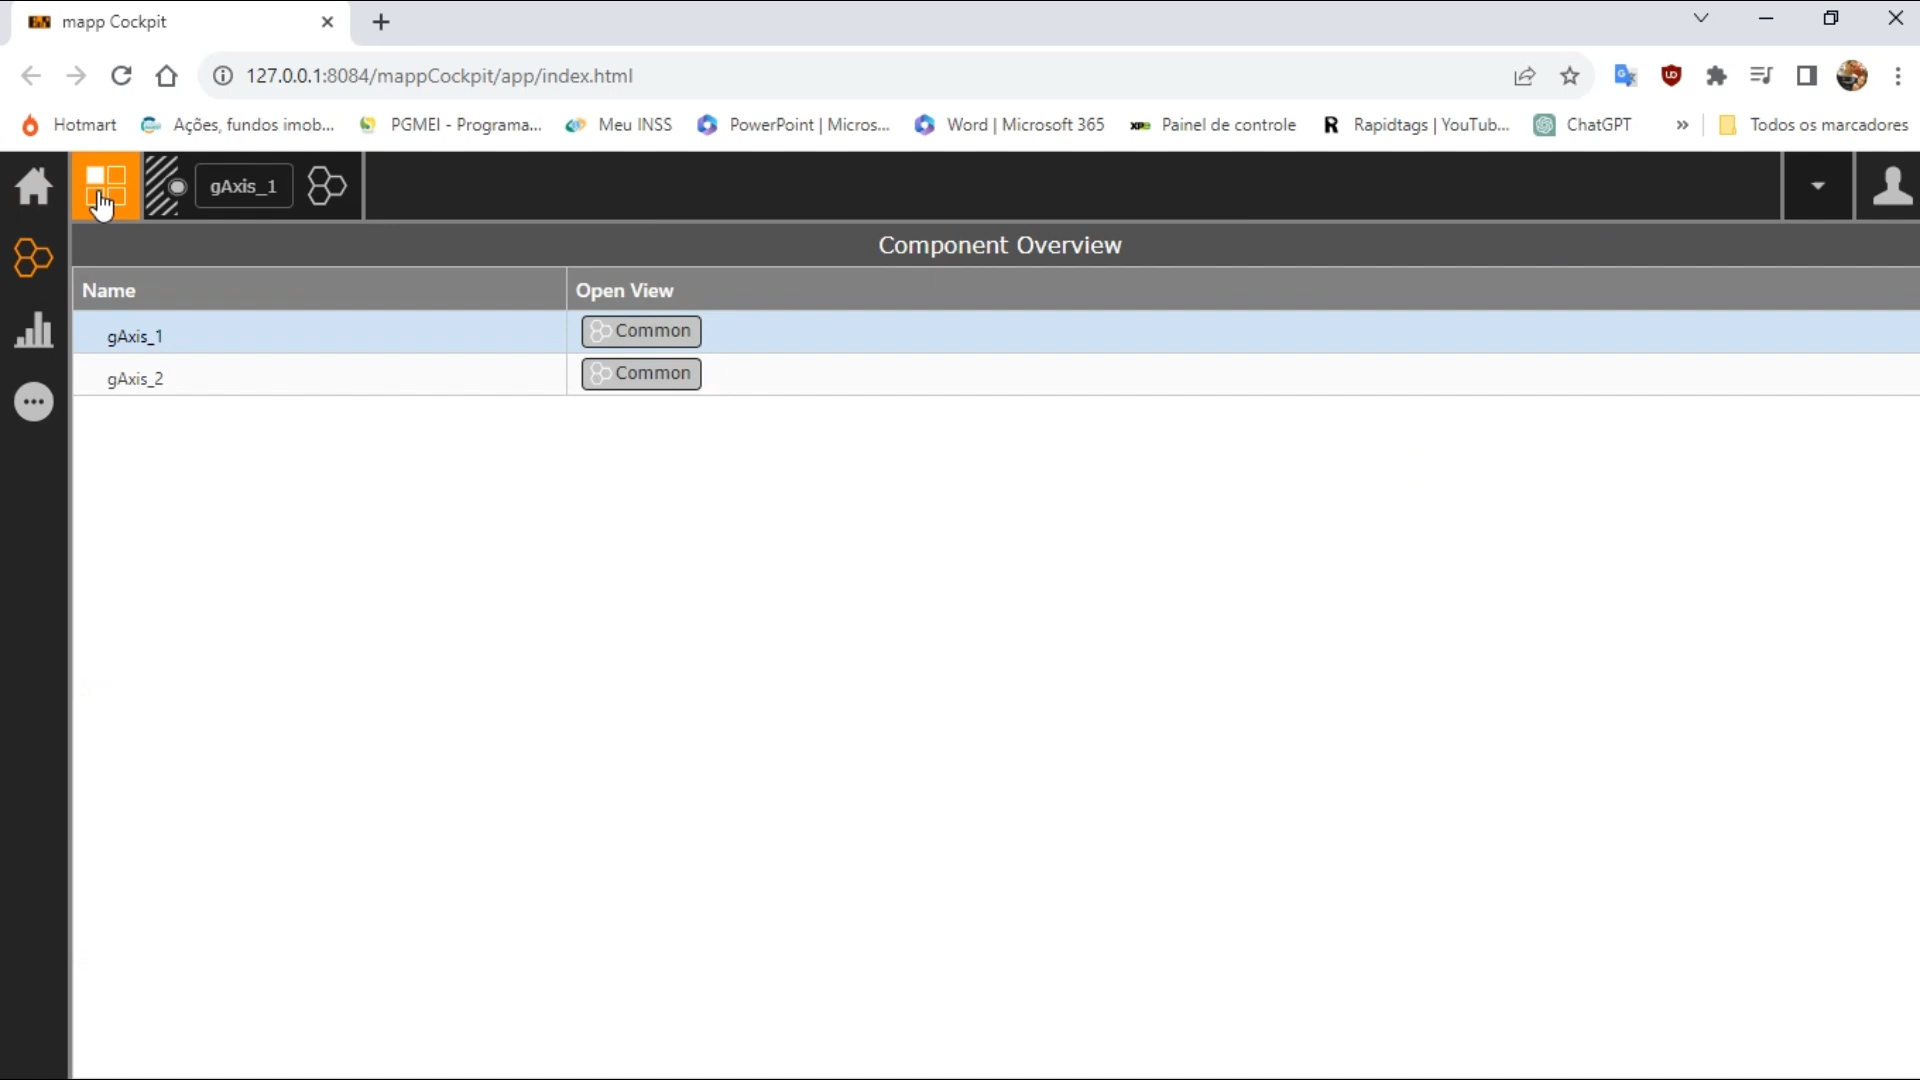 mapp Cockpit
127.0.0.1:8084/mappCockpit/app/index.html
Hotmart Ações, fundos imob... PGMEI - Programa... Meu INSS PowerPoint | Micros... Word | Microsoft 365 Painel de controle Rapidtags | YouTub... ChatGPT » Todos os marcadores
gAxis_1
Component Overview
Name Open View
gAxis_1 Common
gAxis_2 Common